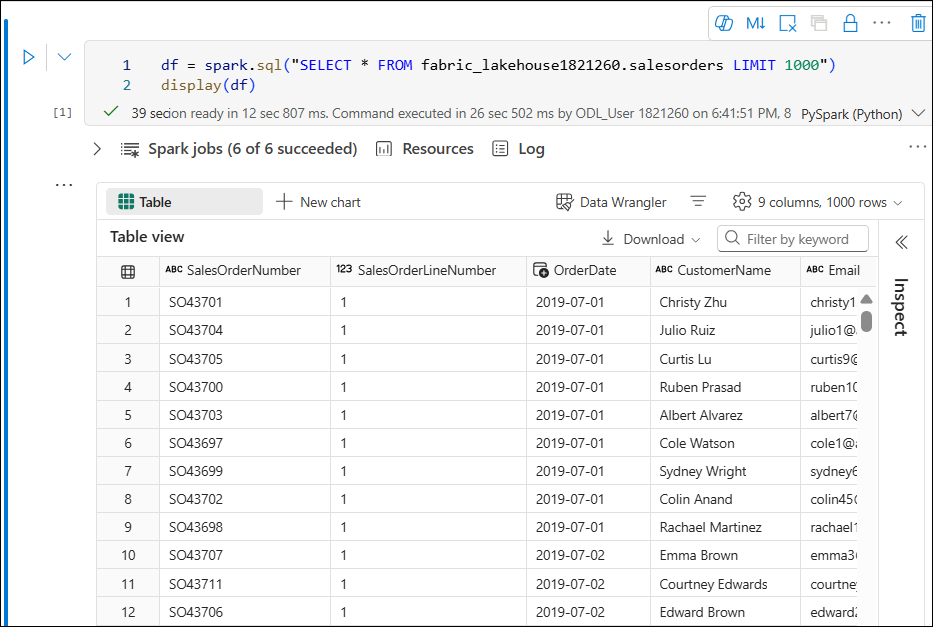 M↓ ···
1 df = spark.sql("SELECT * FROM fabric_lakehouse1821260.salesorders LIMIT 1000")
2 display(df)
[1] 39 secion ready in 12 sec 807 ms. Command executed in 26 sec 502 ms by ODL_User 1821260 on 6:41:51 PM, 8 PySpark (Python)
Spark jobs (6 of 6 succeeded) Resources Log ···
···
Table New chart Data Wrangler 9 columns, 1000 rows
Table view Download Filter by keyword
Inspect
ABC SalesOrderNumber 123 SalesOrderLineNumber OrderDate ABC CustomerName ABC Email
1 SO43701 1 2019-07-01 Christy Zhu christy1
2 SO43704 1 2019-07-01 Julio Ruiz julio1@
3 SO43705 1 2019-07-01 Curtis Lu curtis9@
4 SO43700 1 2019-07-01 Ruben Prasad ruben10
5 SO43703 1 2019-07-01 Albert Alvarez albert7@
6 SO43697 1 2019-07-01 Cole Watson cole1@a
7 SO43699 1 2019-07-01 Sydney Wright sydney6
8 SO43702 1 2019-07-01 Colin Anand colin45@
9 SO43698 1 2019-07-01 Rachael Martinez rachael1
10 SO43707 1 2019-07-02 Emma Brown emma3
11 SO43711 1 2019-07-02 Courtney Edwards courtney
12 SO43706 1 2019-07-02 Edward Brown edward2